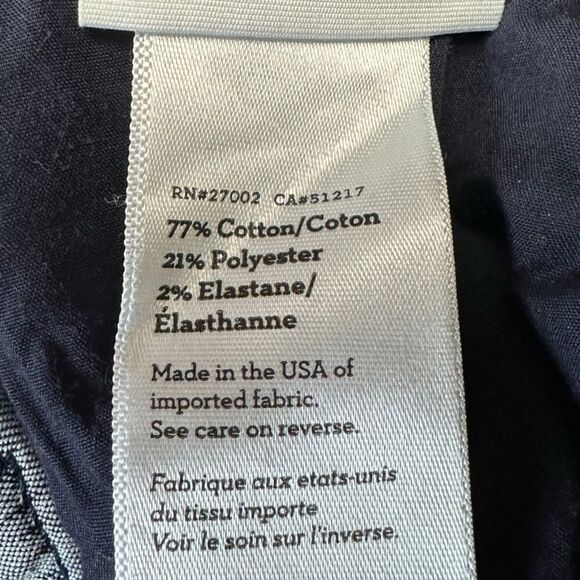 RN#27002 CA#51217
77% Cotton/Coton
21% Polyester
2% Elastane/
Élasthanne
Made in the USA of
imported fabric.
See care on reverse.
Fabrique aux etats-unis
du tissu importe
Voir le soin sur l'inverse.